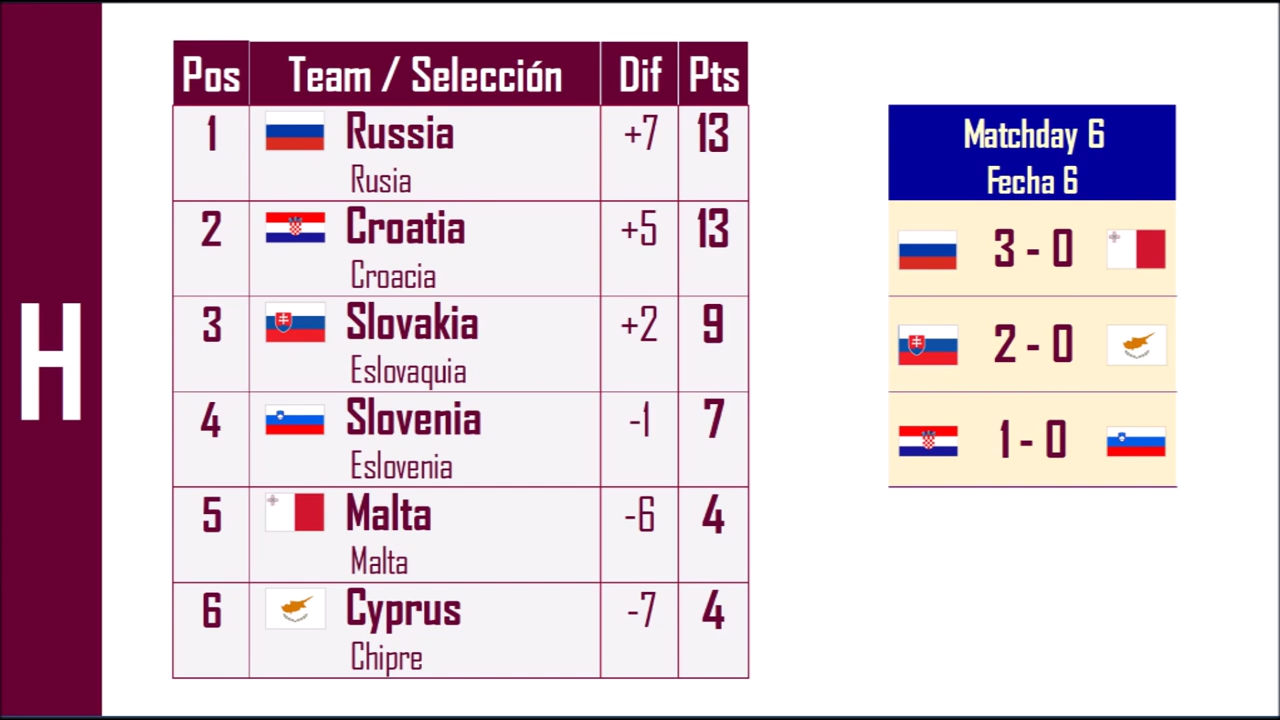 H
Pos Team / Selección Dif Pts
1 Russia +7 13
Rusia
2 Croatia +5 13
Croacia
3 Slovakia +2 9
Eslovaquia
4 Slovenia -1 7
Eslovenia
5 Malta -6 4
Malta
6 Cyprus -7 4
Chipre
Matchday 6
Fecha 6
3 - 0
2 - 0
1 - 0